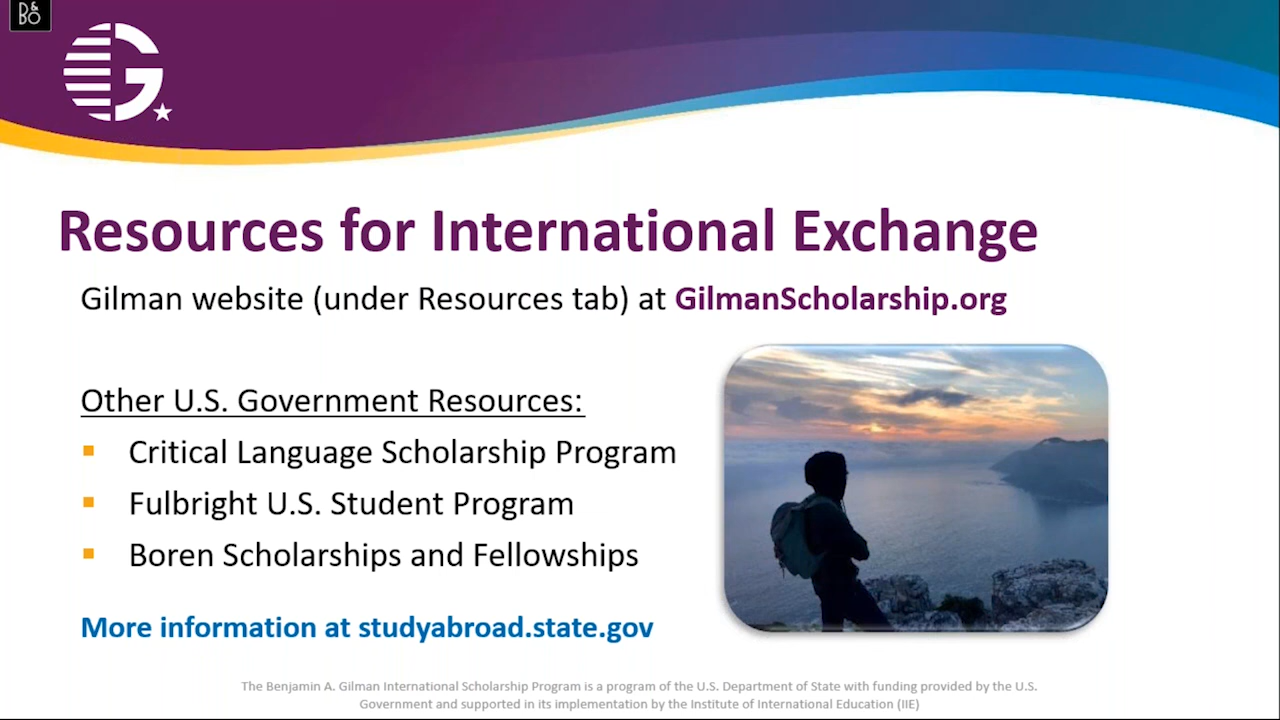 B&O
G
Resources for International Exchange
Gilman website (under Resources tab) at GilmanScholarship.org
Other U.S. Government Resources:
Critical Language Scholarship Program
Fulbright U.S. Student Program
Boren Scholarships and Fellowships
More information at studyabroad.state.gov
The Benjamin A. Gilman International Scholarship Program is a program of the U.S. Department of State with funding provided by the U.S.
Government and supported in its implementation by the Institute of International Education (IIE)